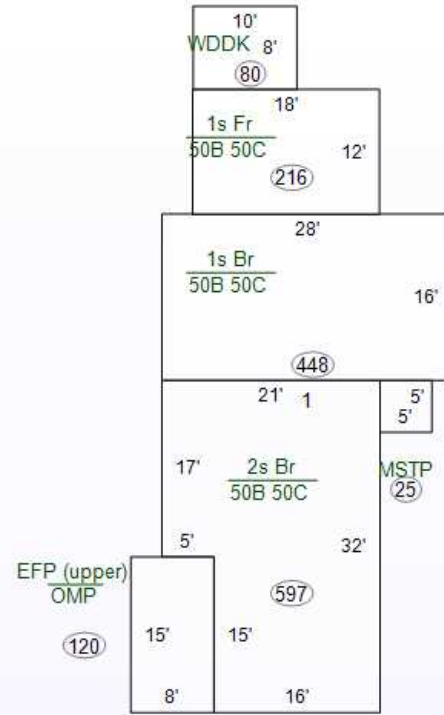 10'
WDDK 8'
80
18'
1s Fr
50B 50C
12'
216
28'
1s Br
50B 50C
16'
448
21' 1
5'
5'
17'
2s Br
50B 50C
MSTP
25
5'
32'
EFP (upper)
OMP
597
120
15'
15'
8'
16'